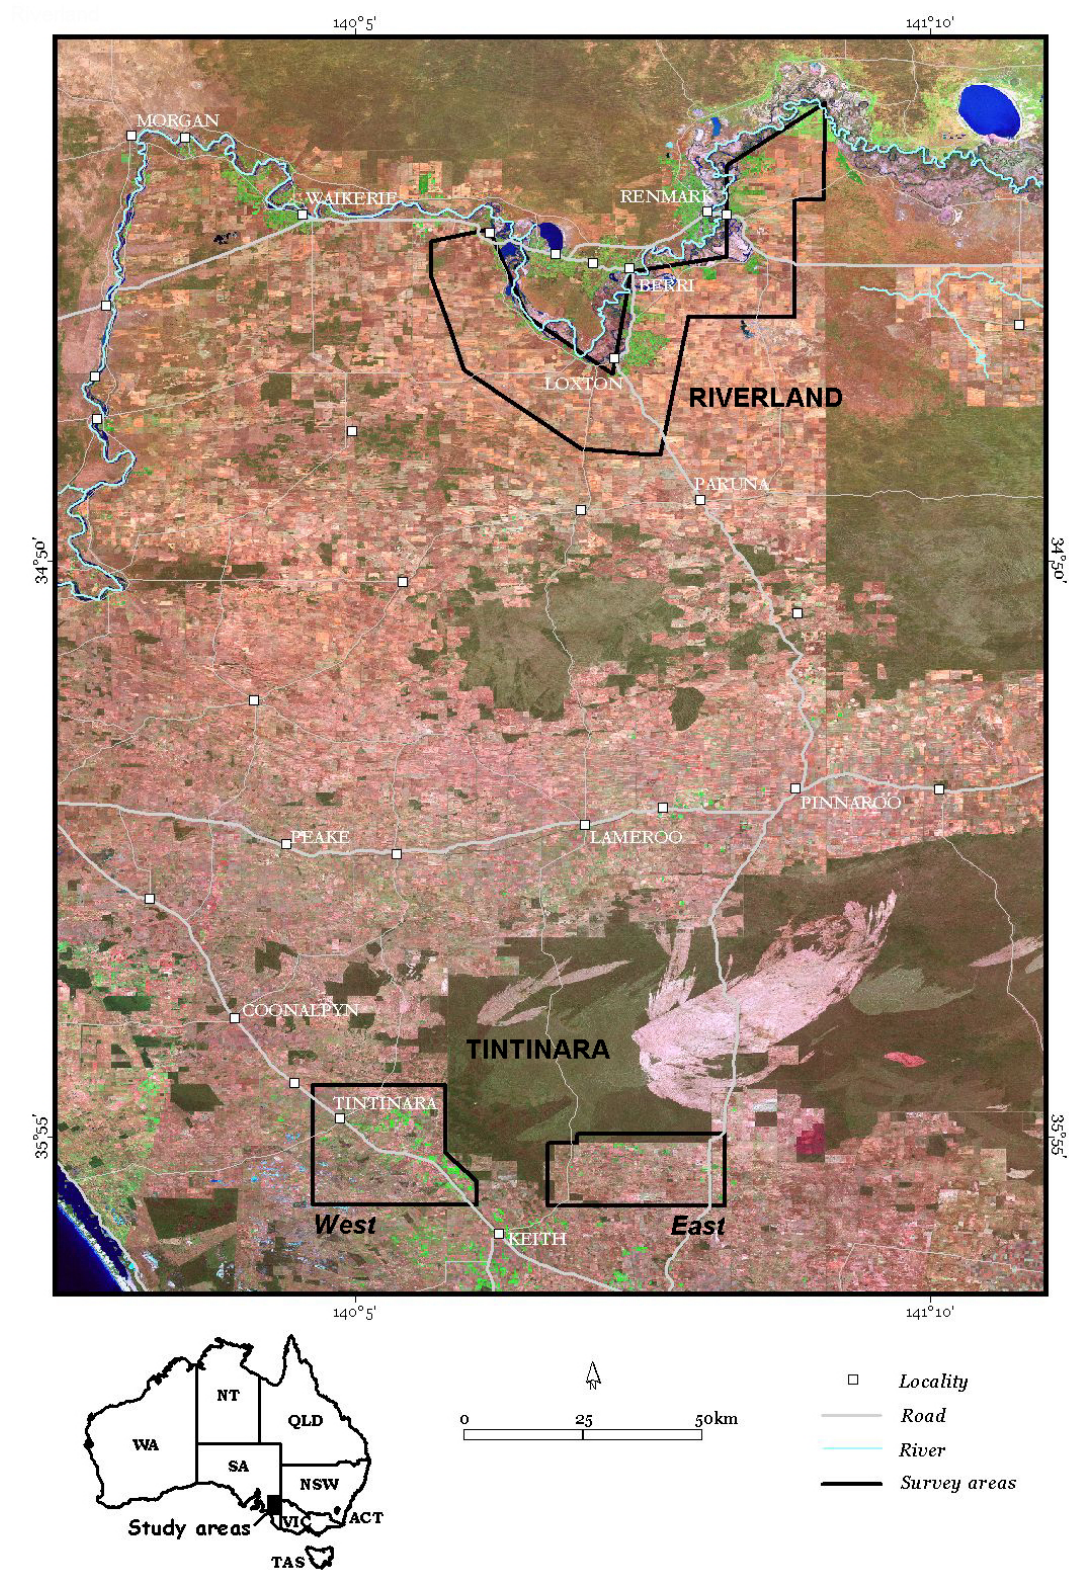 140°5'
141°10'
MORGAN
WAIKERIE
RENMARK
BERRI
LOXTON
RIVERLAND
PARUNA
34°50'
34°50'
PINNAROO
PEAKE
LAMEROO
COONALPYN
TINTINARA
TINTINARA
35°55'
35°55'
West
East
KEITH
140°5'
141°10'
NT
QLD
WA
SA
NSW
VIC
ACT
Study areas
TAS
N
0 25 50km
Locality
Road
River
Survey areas